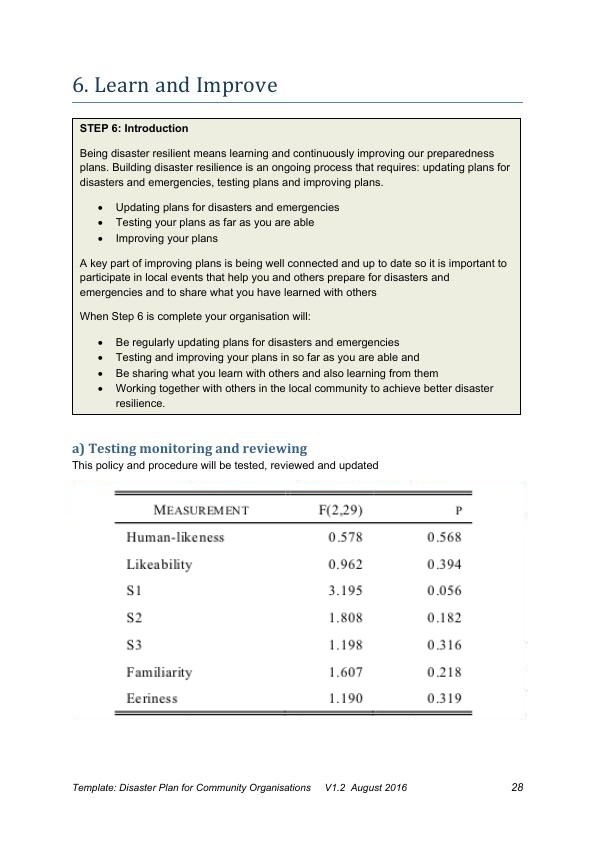 6. Learn and Improve
STEP 6: Introduction
Being disaster resilient means learning and continuously improving our preparedness
plans. Building disaster resilience is an ongoing process that requires: updating plans for
disasters and emergencies, testing plans and improving plans.
• Updating plans for disasters and emergencies
• Testing your plans as far as you are able
• Improving your plans
A key part of improving plans is being well connected and up to date so it is important to
participate in local events that help you and others prepare for disasters and
emergencies and to share what you have learned with others
When Step 6 is complete your organisation will:
• Be regularly updating plans for disasters and emergencies
• Testing and improving your plans in so far as you are able and
• Be sharing what you learn with others and also learning from them
• Working together with others in the local community to achieve better disaster
resilience.
a) Testing monitoring and reviewing
This policy and procedure will be tested, reviewed and updated
MEASUREMENT F(2,29) P
Human-likeness 0.578 0.568
Likeability 0.962 0.394
S1 3.195 0.056
S2 1.808 0.182
S3 1.198 0.316
Familiarity 1.607 0.218
Eeriness 1.190 0.319
Template: Disaster Plan for Community Organisations V1.2 August 2016 28